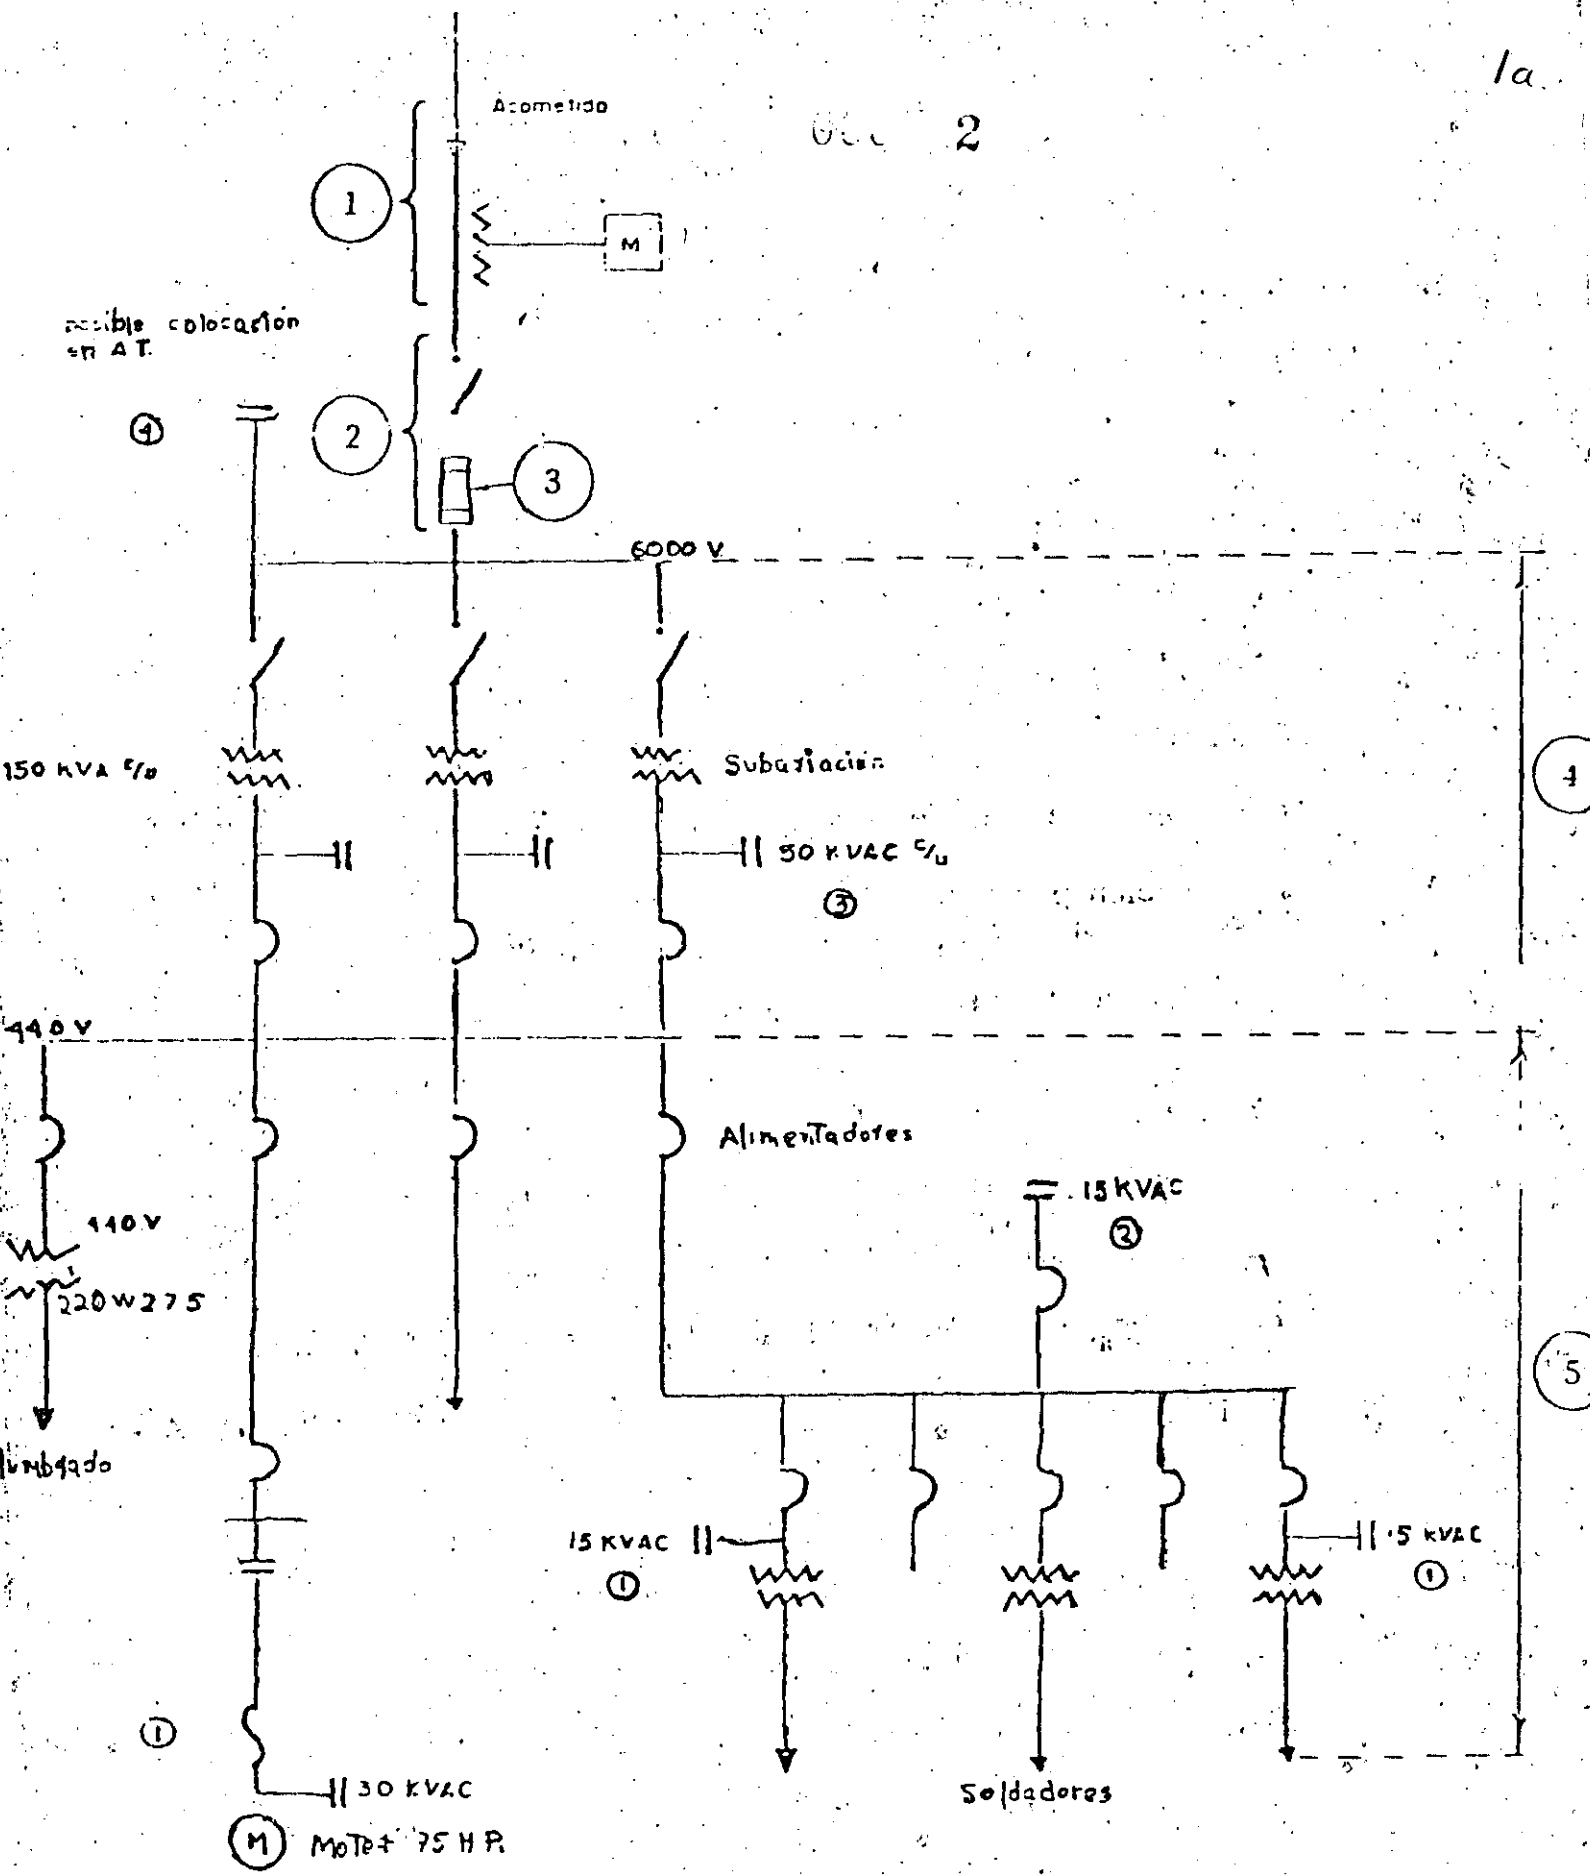 1a
Acometida
2
1
M
posible colocación
en A.T.
4
2
3
6000 V
150 KVA c/u
Subestación
4
50 KVAC c/u
3
440 V
Alimentadores
15 KVAC
2
440 V
220 W 275
5
Alumbrado
15 KVAC
1
15 KVAC
1
1
30 KVAC
Soldadores
M
Motor 75 H.P.